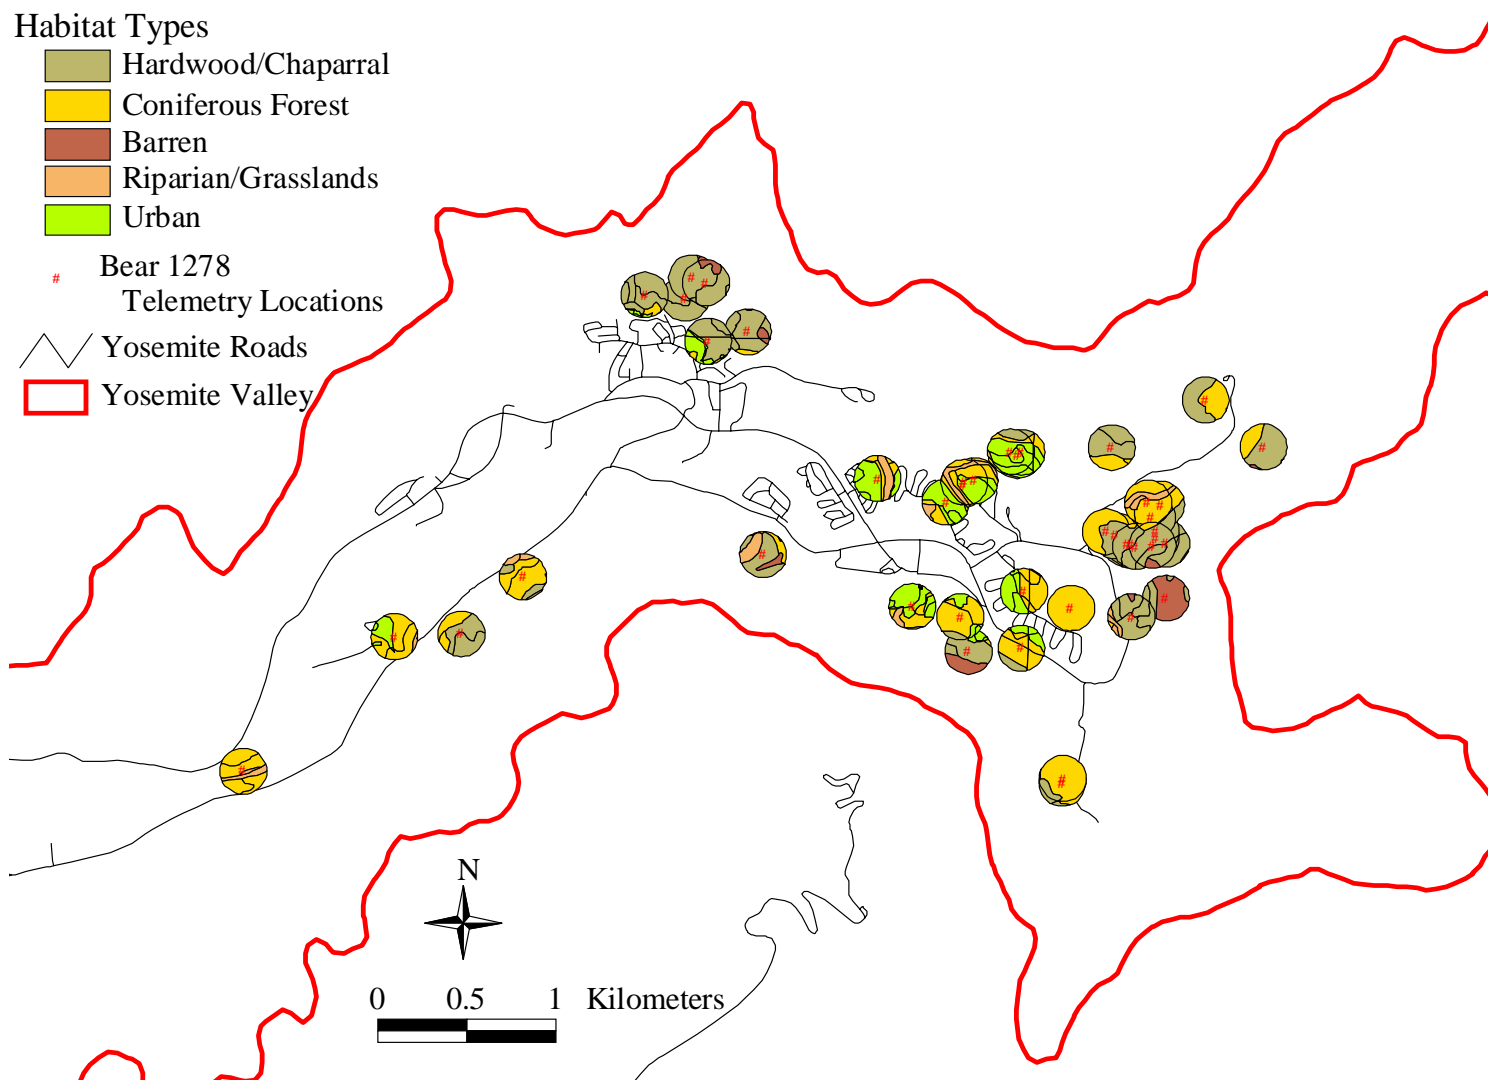 Habitat Types
Hardwood/Chaparral
Coniferous Forest
Barren
Riparian/Grasslands
Urban
# Bear 1278
Telemetry Locations
Yosemite Roads
Yosemite Valley
N
0 0.5 1 Kilometers